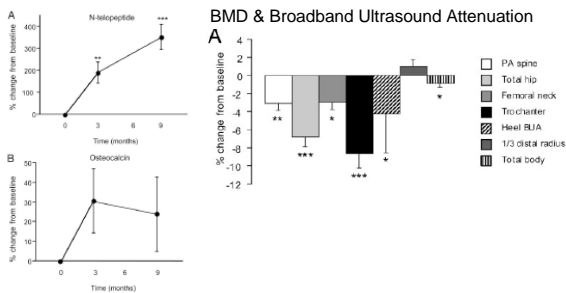 A
N-telopeptide
***
**
400
300
200
100
0
% change from baseline
0 3 6 9
Time (months)
B
Osteocalcin
50
40
30
20
10
0
% change from baseline
0 3 6 9
Time (months)
BMD & Broadband Ultrasound Attenuation
A
4
2
0
-2
-4
-6
-8
-10
-12
% change from baseline
**
***
*
***
*
*
PA spine
Total hip
Femoral neck
Trochanter
Heel BUA
1/3 distal radius
Total body